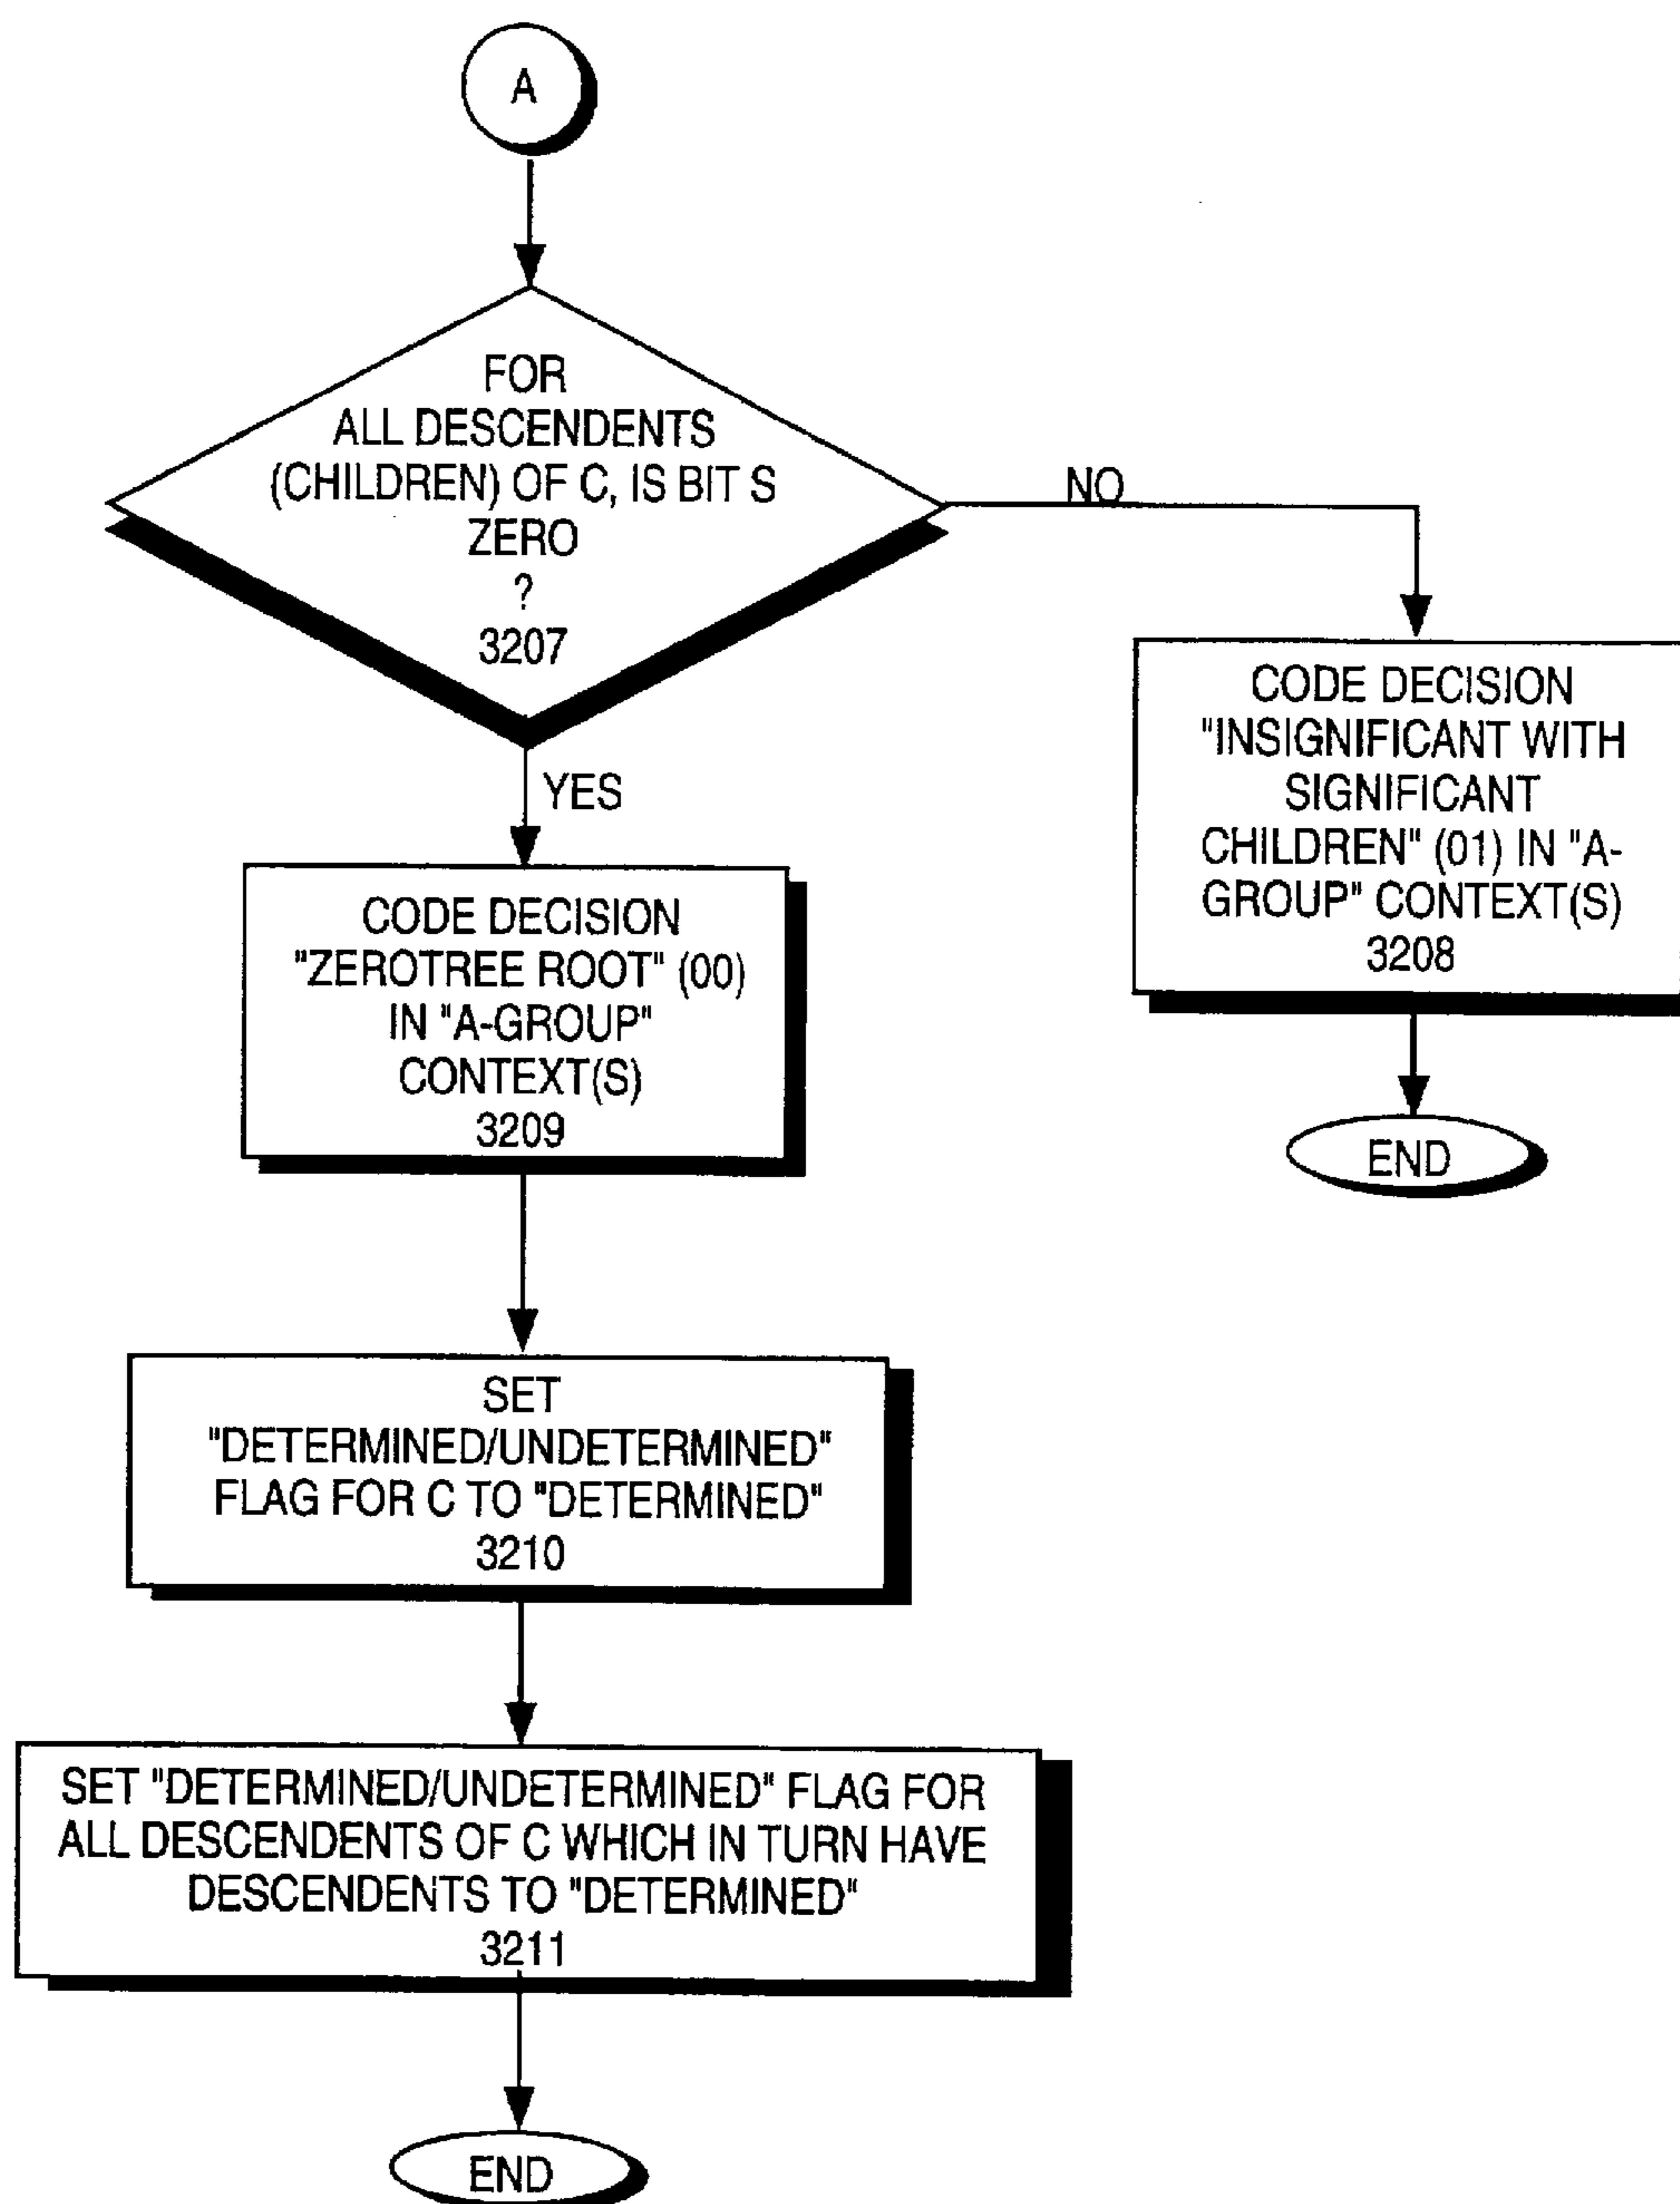 A
FOR
ALL DESCENDENTS
(CHILDREN) OF C, IS BIT S
ZERO
?
3207
NO
YES
CODE DECISION
"INSIGNIFICANT WITH
SIGNIFICANT
CHILDREN" (01) IN "A-
GROUP" CONTEXT(S)
3208
END
CODE DECISION
"ZEROTREE ROOT" (00)
IN "A-GROUP"
CONTEXT(S)
3209
SET
"DETERMINED/UNDETERMINED"
FLAG FOR C TO "DETERMINED"
3210
SET "DETERMINED/UNDETERMINED" FLAG FOR
ALL DESCENDENTS OF C WHICH IN TURN HAVE
DESCENDENTS TO "DETERMINED"
3211
END